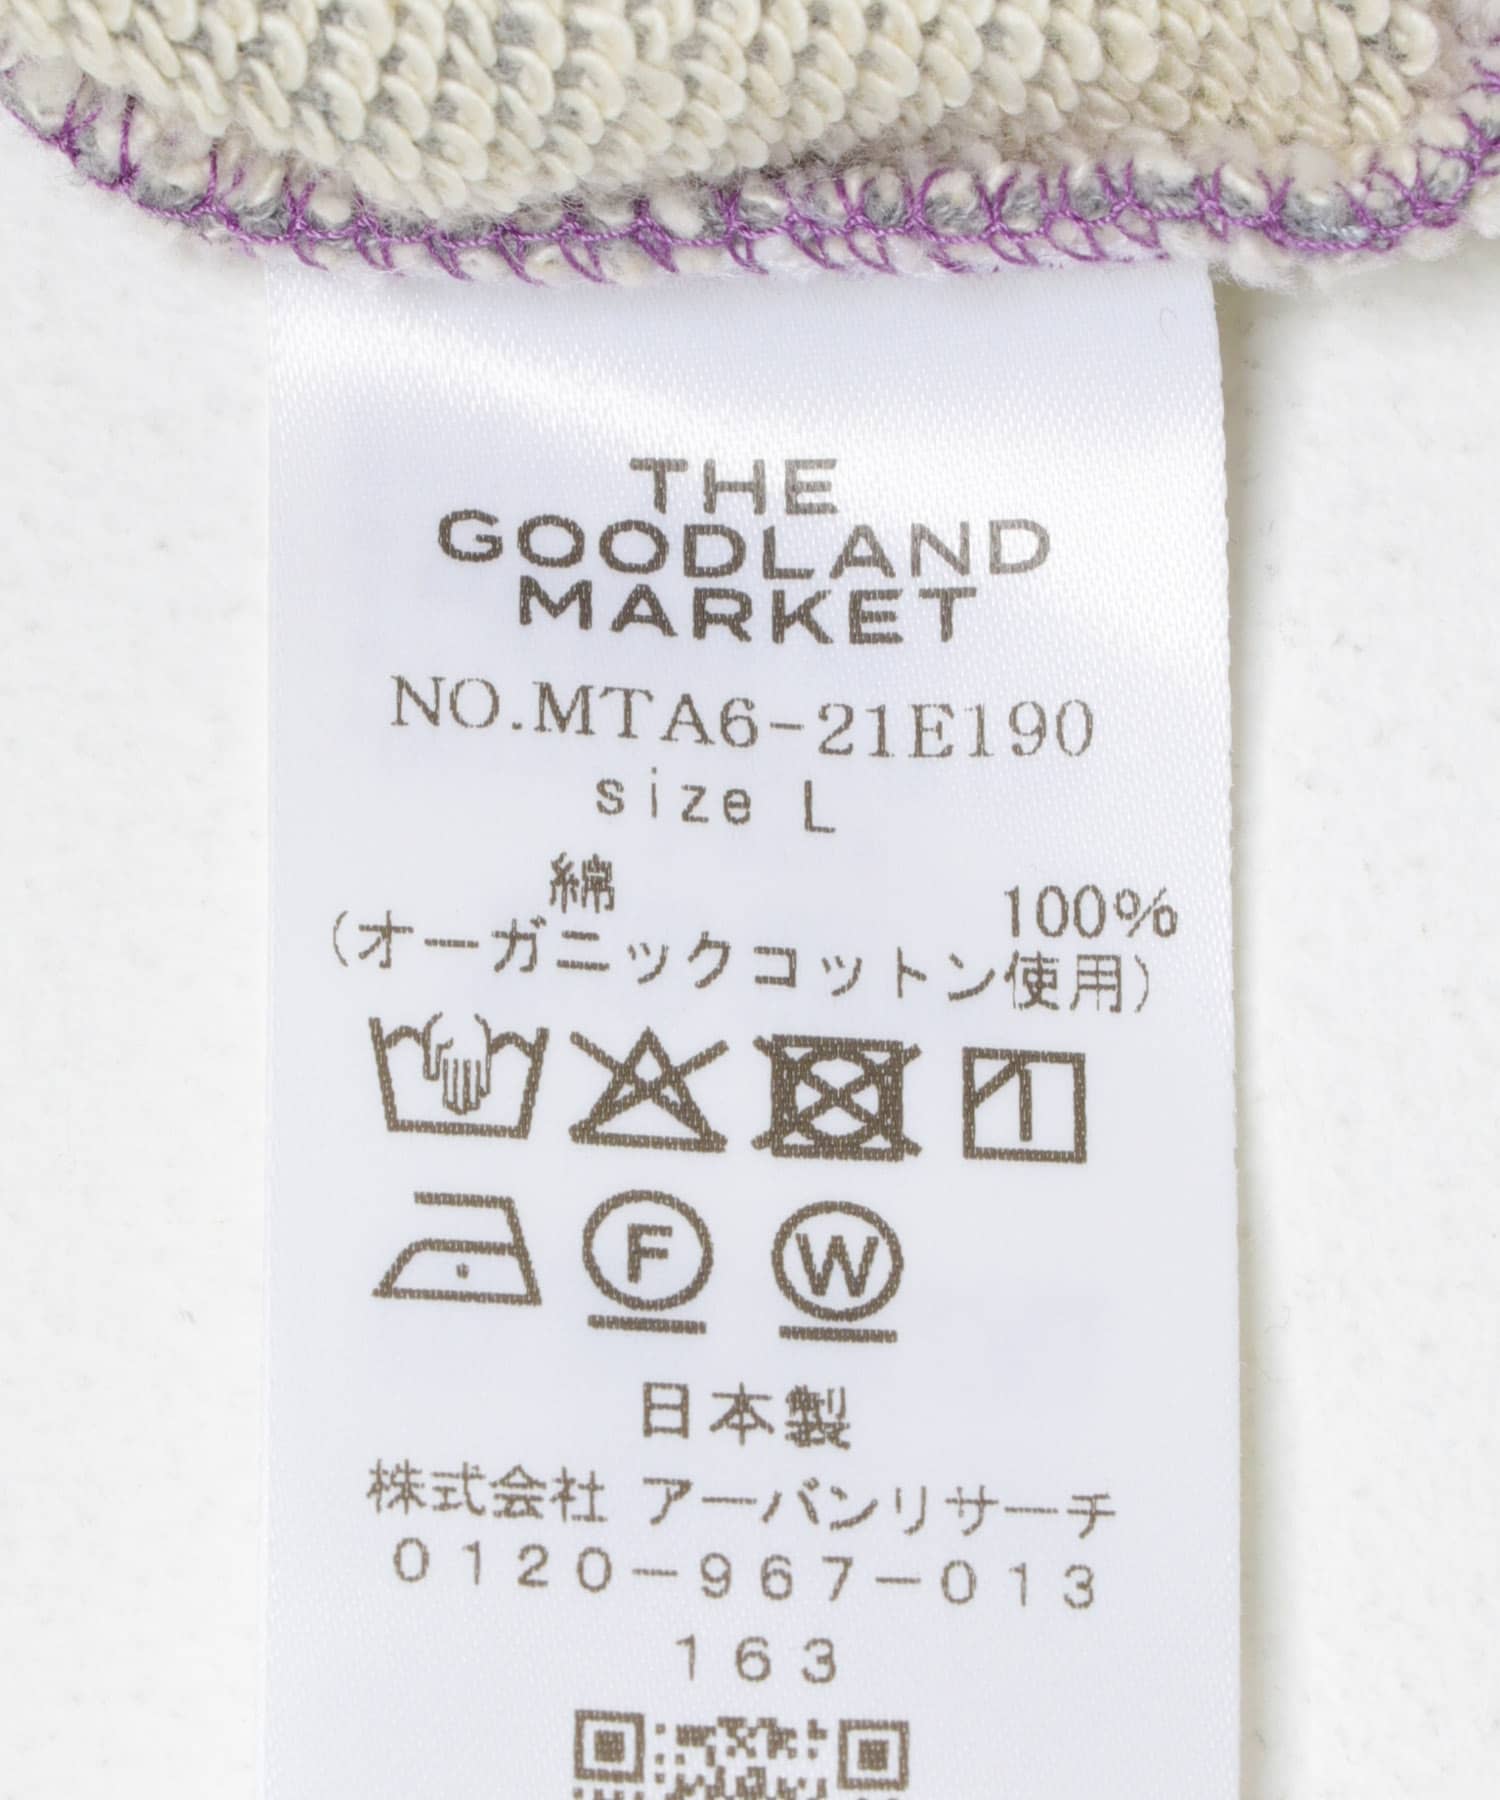 THE
GOODLAND
MARKET
NO.MTA6-21E190
size L
綿 100%
(オーガニックコットン使用)
F W
日本製
株式会社 アーバンリサーチ
0120-967-013
163